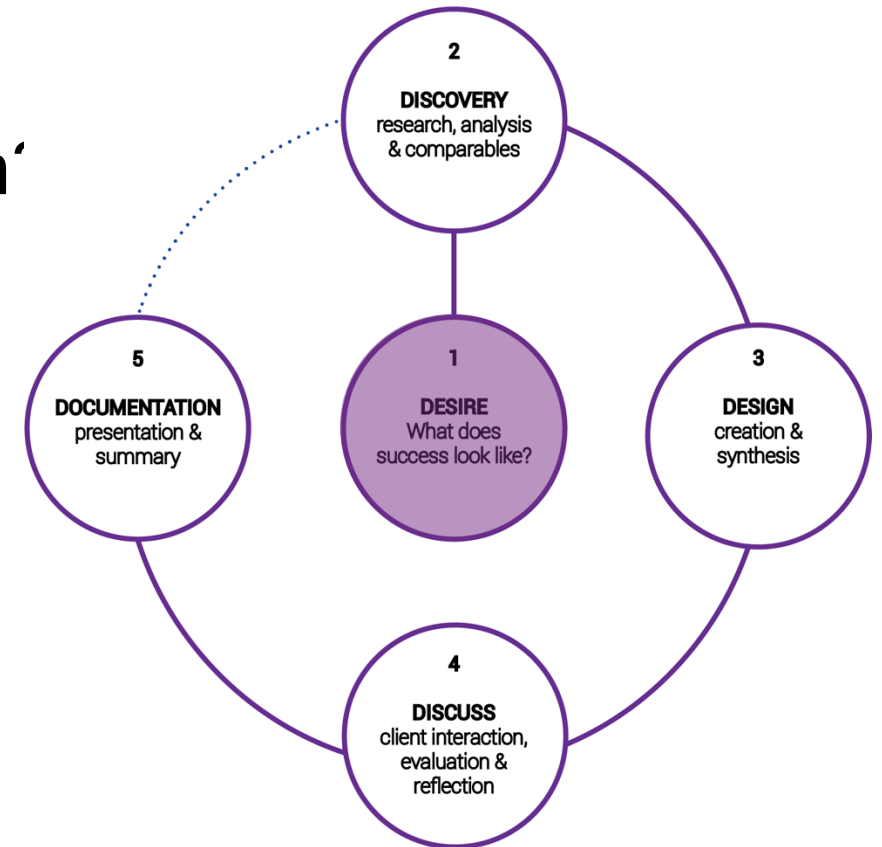 2
DISCOVERY
research, analysis
& comparables
5
DOCUMENTATION
presentation &
summary
1
DESIRE
What does
success look like?
3
DESIGN
creation &
synthesis
4
DISCUSS
client interaction,
evaluation &
reflection